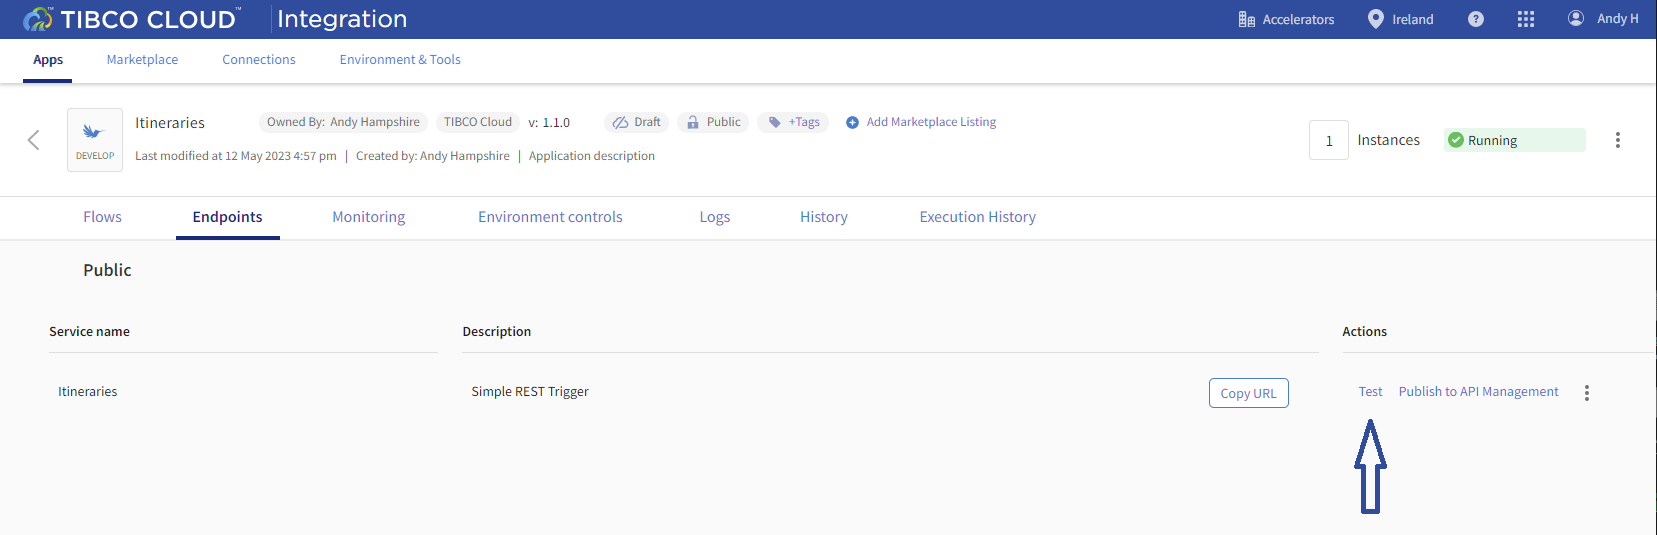 TIBCO CLOUD™ Integration Accelerators Ireland ? Andy H
Apps Marketplace Connections Environment & Tools
Itineraries Owned By: Andy Hampshire TIBCO Cloud v: 1.1.0 Draft Public +Tags Add Marketplace Listing
DEVELOP Last modified at 12 May 2023 4:57 pm | Created by: Andy Hampshire | Application description
1 Instances Running
Flows Endpoints Monitoring Environment controls Logs History Execution History
Public
Service name Description Actions
Itineraries Simple REST Trigger Copy URL Test Publish to API Management